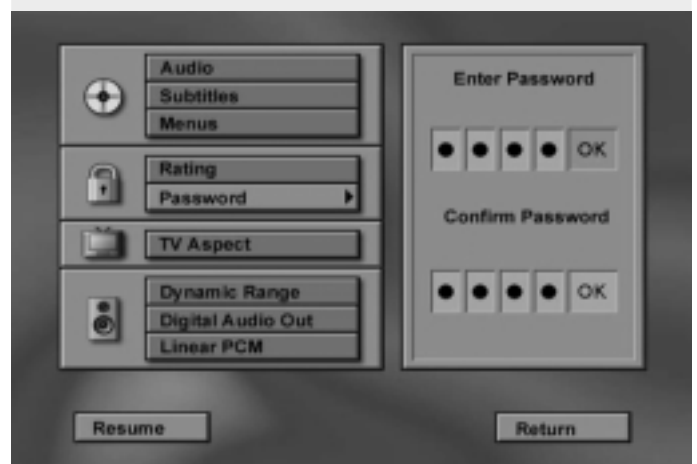 Audio
Subtitles
Menus
Rating
Password
TV Aspect
Dynamic Range
Digital Audio Out
Linear PCM
Enter Password
OK
Confirm Password
OK
Resume
Return